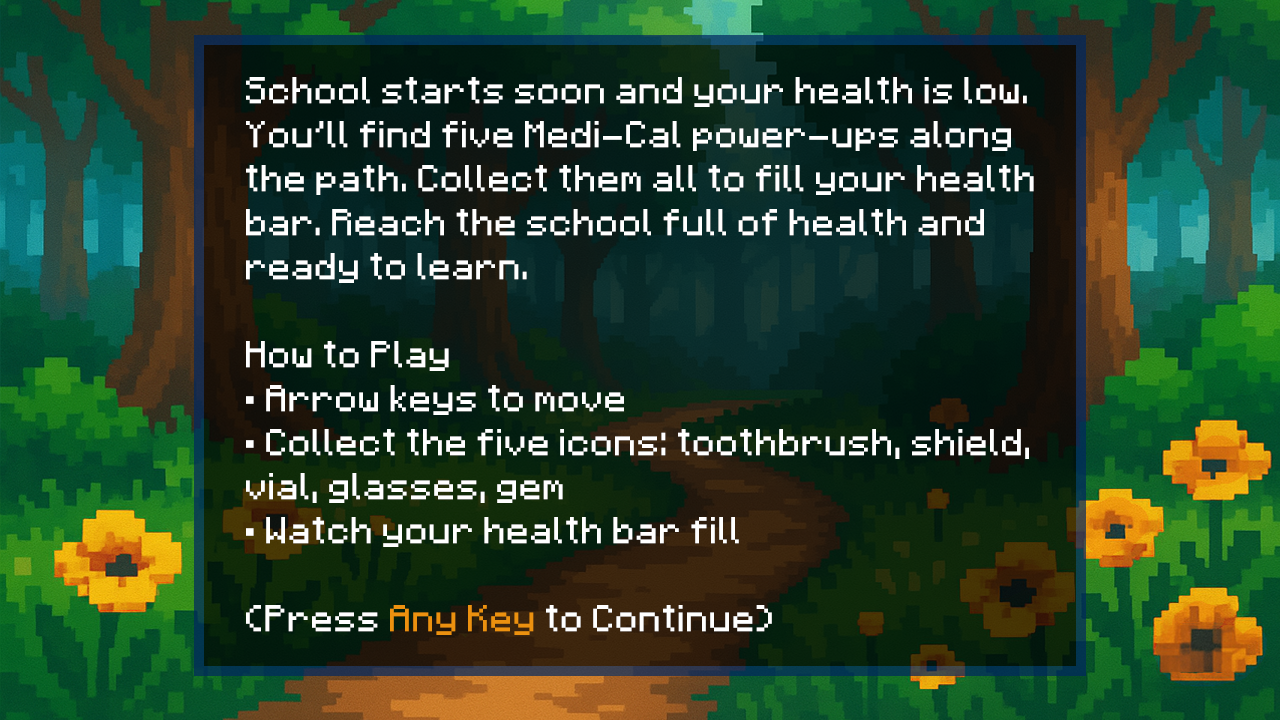 School starts soon and your health is low.
You'll find five Medi-Cal power-ups along
the path. Collect them all to fill your health
bar. Reach the school full of health and
ready to learn.
How to Play
▪ Arrow keys to move
▪ Collect the five icons: toothbrush, shield,
vial, glasses, gem
▪ Watch your health bar fill
(Press Any Key to Continue)